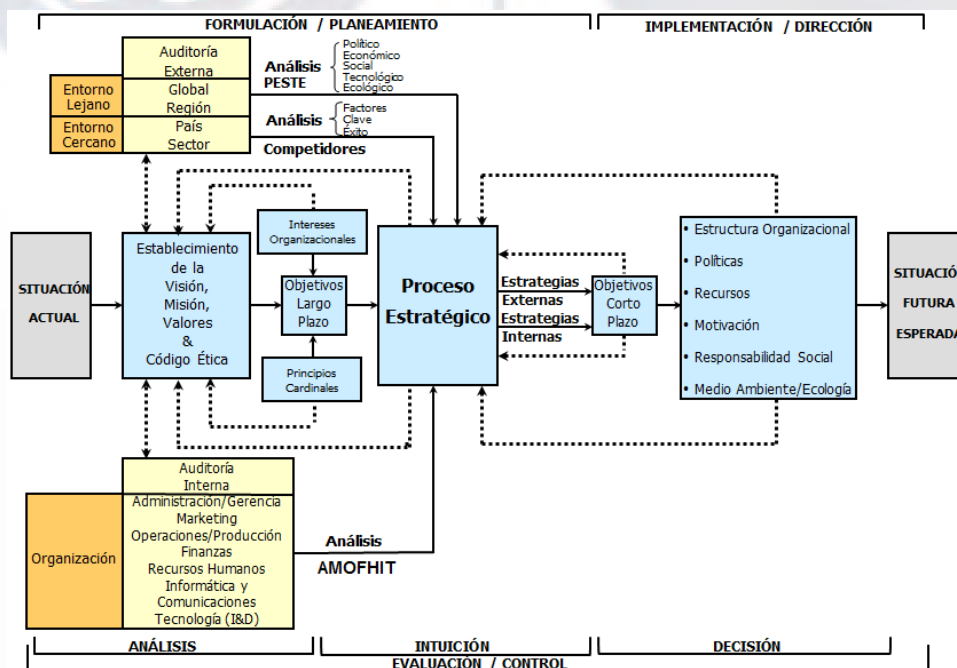 FORMULACIÓN / PLANEAMIENTO
IMPLEMENTACIÓN / DIRECCIÓN
Auditoría
Externa
Entorno
Lejano
Global
Región
Entorno
Cercano
País
Sector
Análisis
PESTE
Político
Económico
Social
Tecnológico
Ecológico
Análisis
Competidores
Factores
Clave
Éxito
SITUACIÓN
ACTUAL
Establecimiento
de la
Visión,
Misión,
Valores
&
Código Ética
Intereses
Organizacionales
Objetivos
Largo
Plazo
Principios
Cardinales
Proceso
Estratégico
Estrategias
Externas
Estrategias
Internas
Objetivos
Corto
Plazo
• Estructura Organizacional
• Políticas
• Recursos
• Motivación
• Responsabilidad Social
• Medio Ambiente/Ecología
SITUACIÓN
FUTURA
ESPERADA
Auditoría
Interna
Organización
Administración/Gerencia
Marketing
Operaciones/Producción
Finanzas
Recursos Humanos
Informática y
Comunicaciones
Tecnología (I&D)
Análisis
AMOFHIT
ANÁLISIS
INTUICIÓN
DECISIÓN
EVALUACIÓN / CONTROL